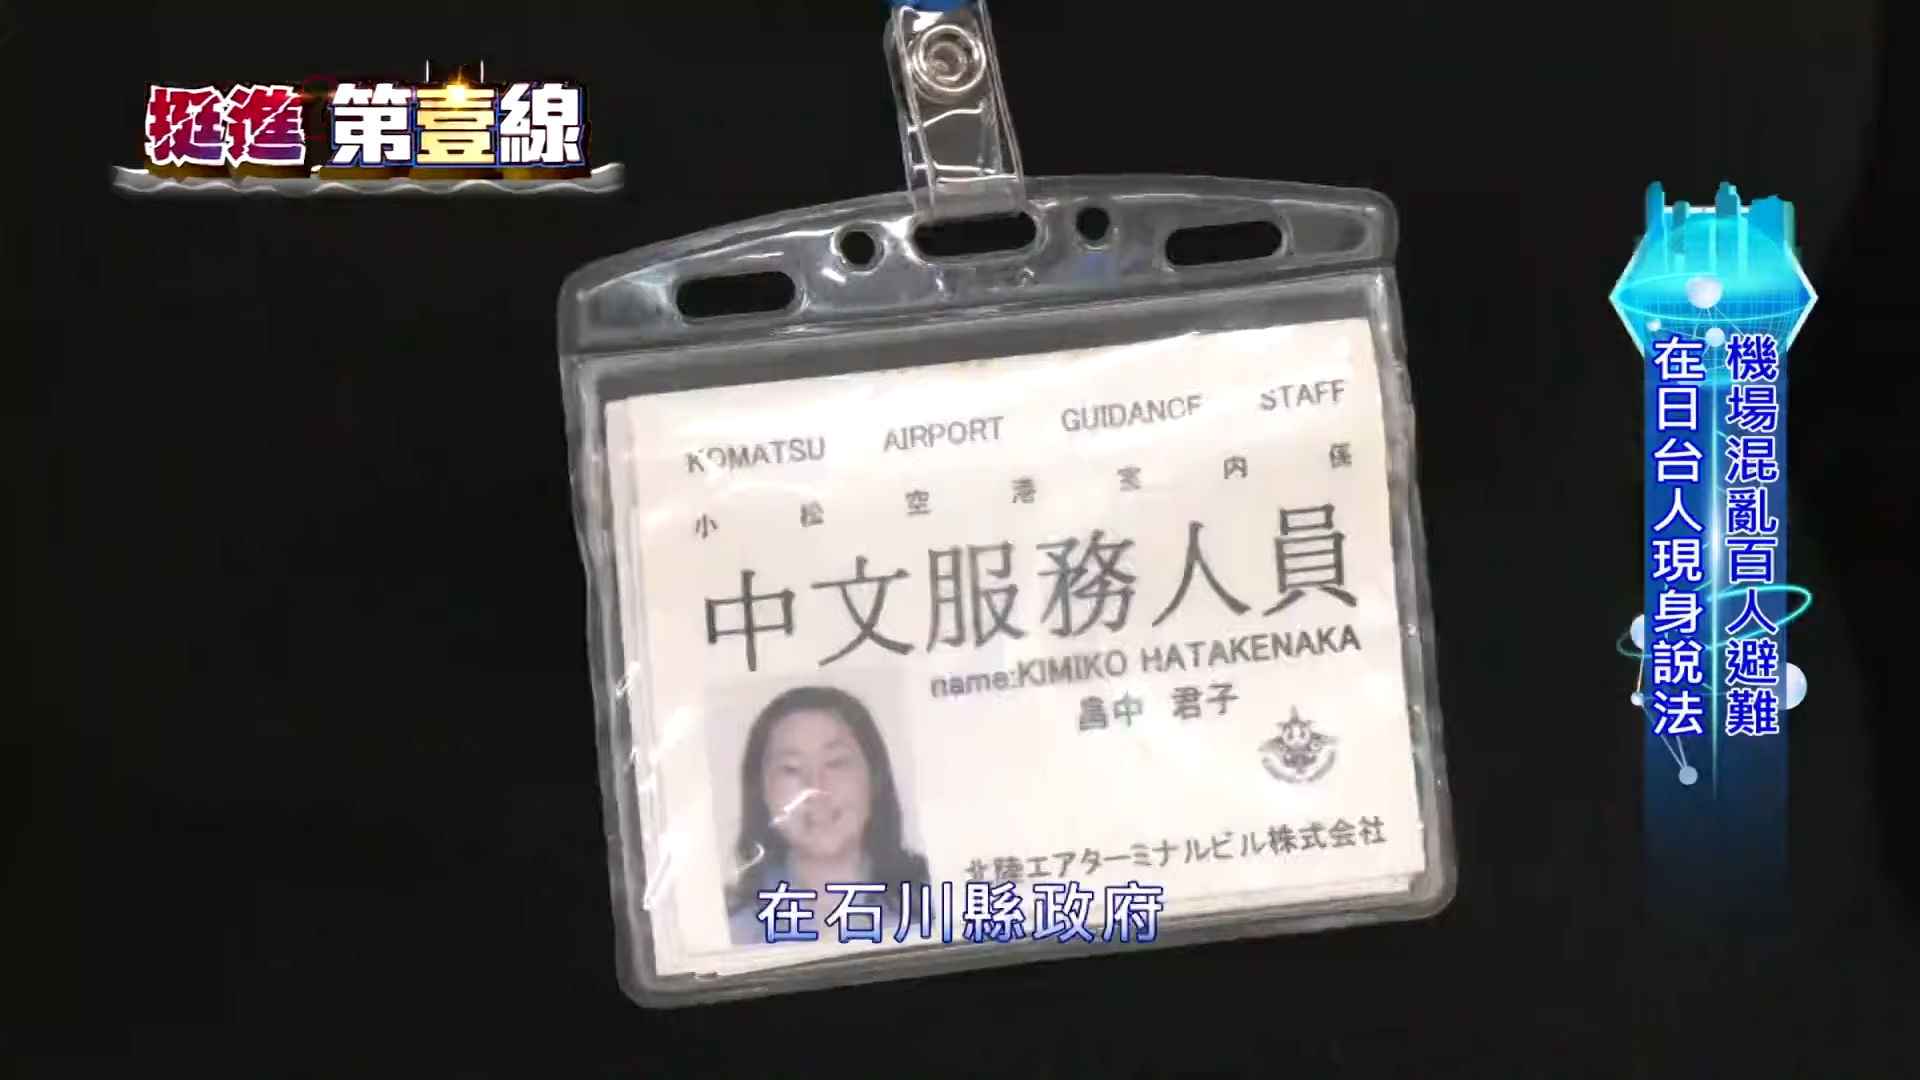 挺進 第壹線
KOMATSU AIRPORT GUIDANCE STAFF
小松空港案内係
中文服務人員
name:KIMIKO HATAKENAKA
畠中 君子
北陸エアターミナルビル株式会社
在石川縣政府
機場混亂百人避難
在日台人現身說法